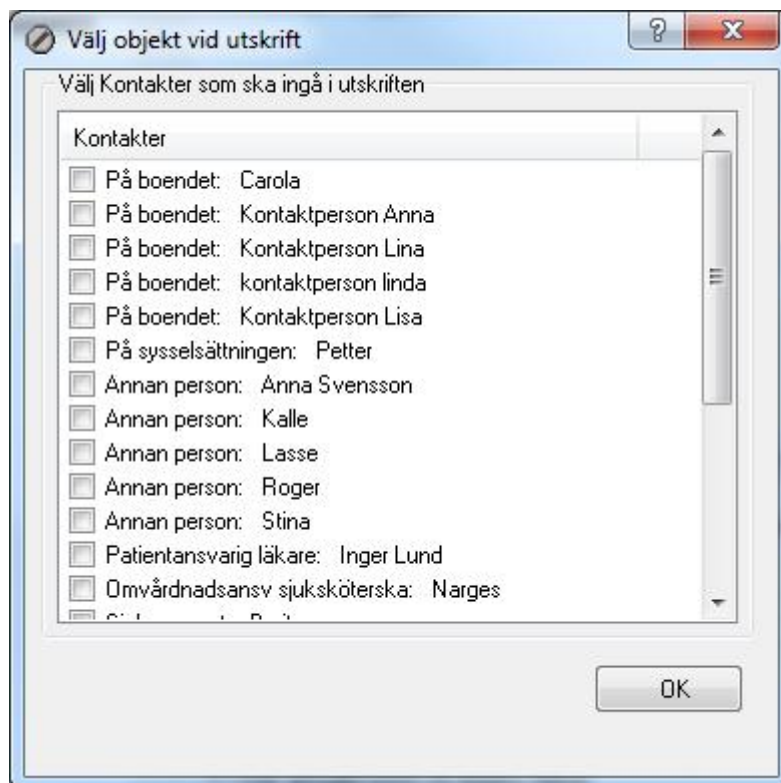 Välj objekt vid utskrift
Välj Kontakter som ska ingå i utskriften
Kontakter
På boendet: Carola
På boendet: Kontaktperson Anna
På boendet: Kontaktperson Lina
På boendet: kontaktperson linda
På boendet: Kontaktperson Lisa
På sysselsättningen: Petter
Annan person: Anna Svensson
Annan person: Kalle
Annan person: Lasse
Annan person: Roger
Annan person: Stina
Patientansvarig läkare: Inger Lund
Omvårdnadsansv sjuksköterska: Narges
OK